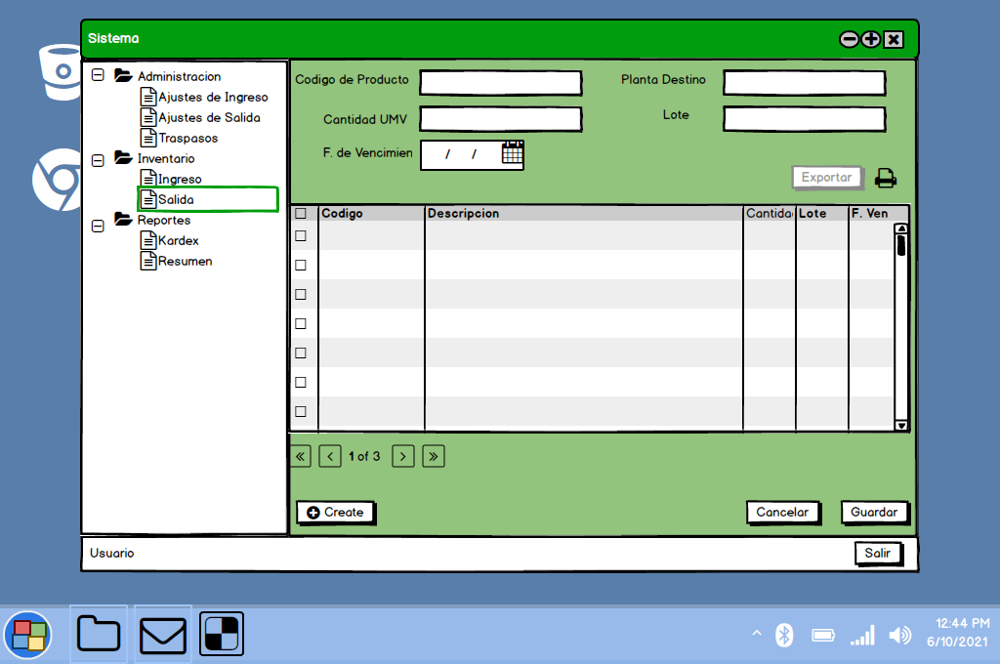 Sistema
Administracion
Ajustes de Ingreso
Ajustes de Salida
Traspasos
Inventario
Ingreso
Salida
Reportes
Kardex
Resumen
Codigo de Producto
Planta Destino
Cantidad UMV
Lote
F. de Vencimien
/ /
Exportar
Codigo Descripcion Cantida Lote F. Ven
1 of 3
Create
Cancelar
Guardar
Usuario
Salir
12:44 PM
6/10/2021